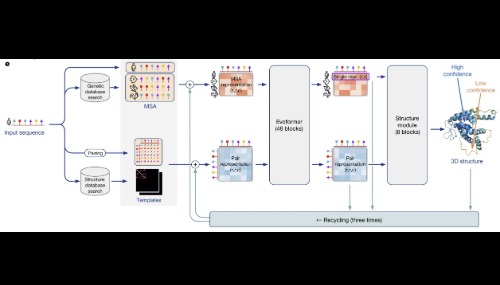 High
confidence
Low
confidence
Genetic
database
search
MSA
MSA
representation
(s,r,c)
Single repr. (r,c)
Input sequence
Evoformer
(48 blocks)
Structure
module
(8 blocks)
Pairing
Pair
representation
(r,r,c)
Pair
representation
(r,r,c)
3D structure
Structure
database
search
Templates
← Recycling (three times)